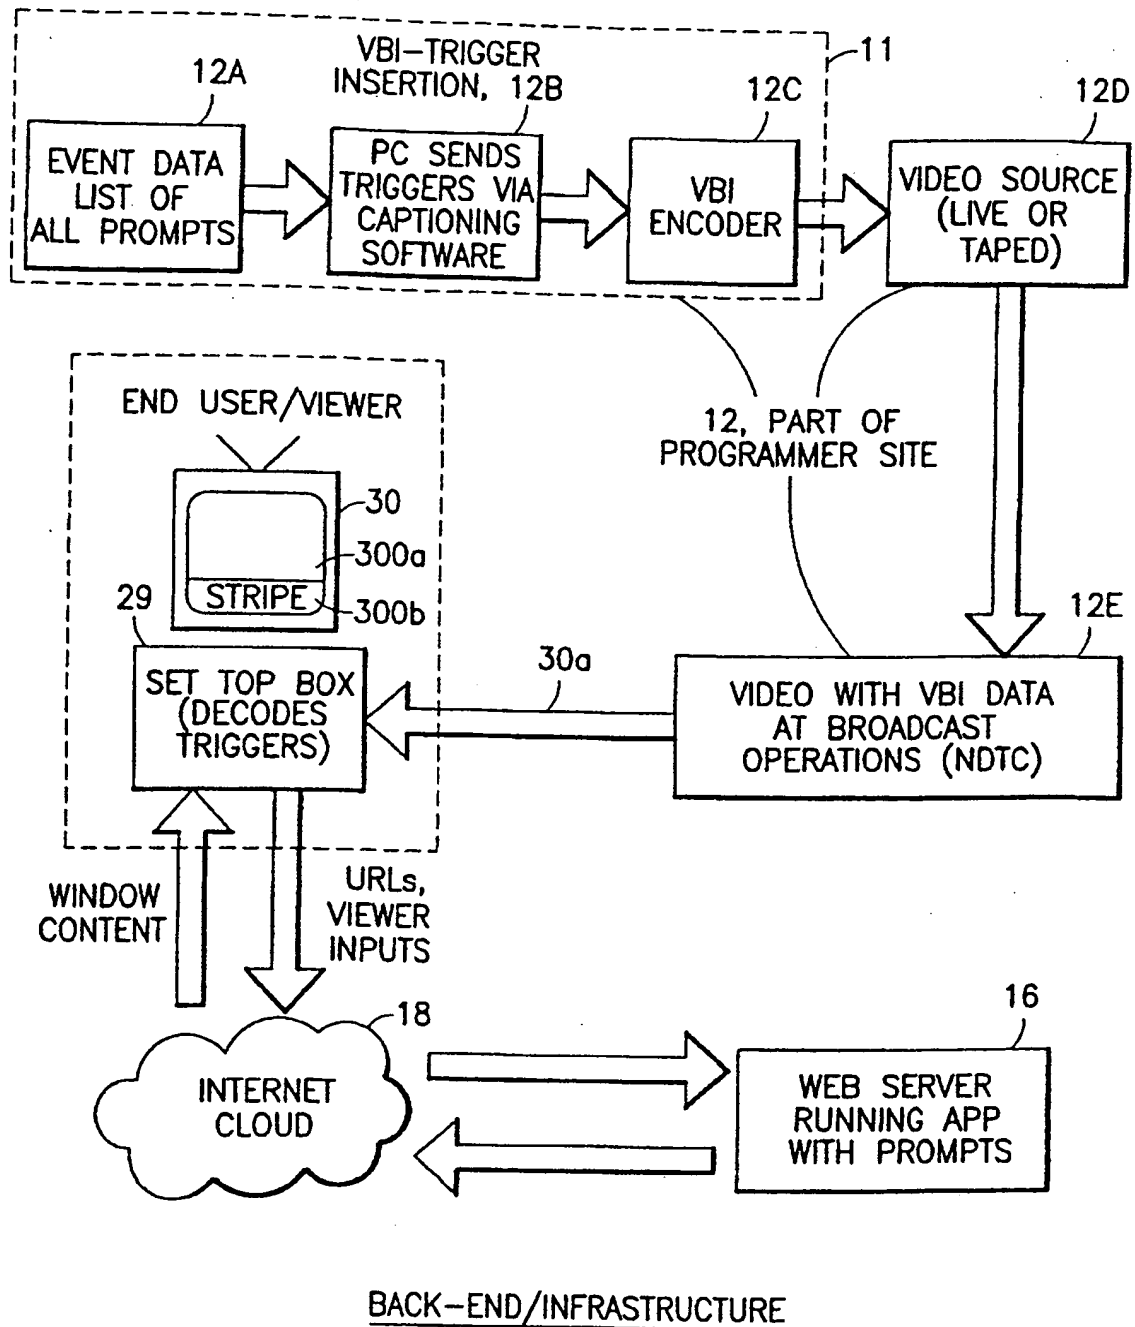 VBI-TRIGGER
INSERTION,
11
12A
12B
12C
12D
EVENT DATA
LIST OF
ALL PROMPTS
PC SENDS
TRIGGERS VIA
CAPTIONING
SOFTWARE
VBI
ENCODER
VIDEO SOURCE
(LIVE OR
TAPED)
END USER/VIEWER
12, PART OF
PROGRAMMER SITE
30
300a
STRIPE
300b
29
SET TOP BOX
(DECODES
TRIGGERS)
30a
12E
VIDEO WITH VBI DATA
AT BROADCAST
OPERATIONS (NDTC)
WINDOW
CONTENT
URLs,
VIEWER
INPUTS
18
INTERNET
CLOUD
16
WEB SERVER
RUNNING APP
WITH PROMPTS
BACK-END/INFRASTRUCTURE